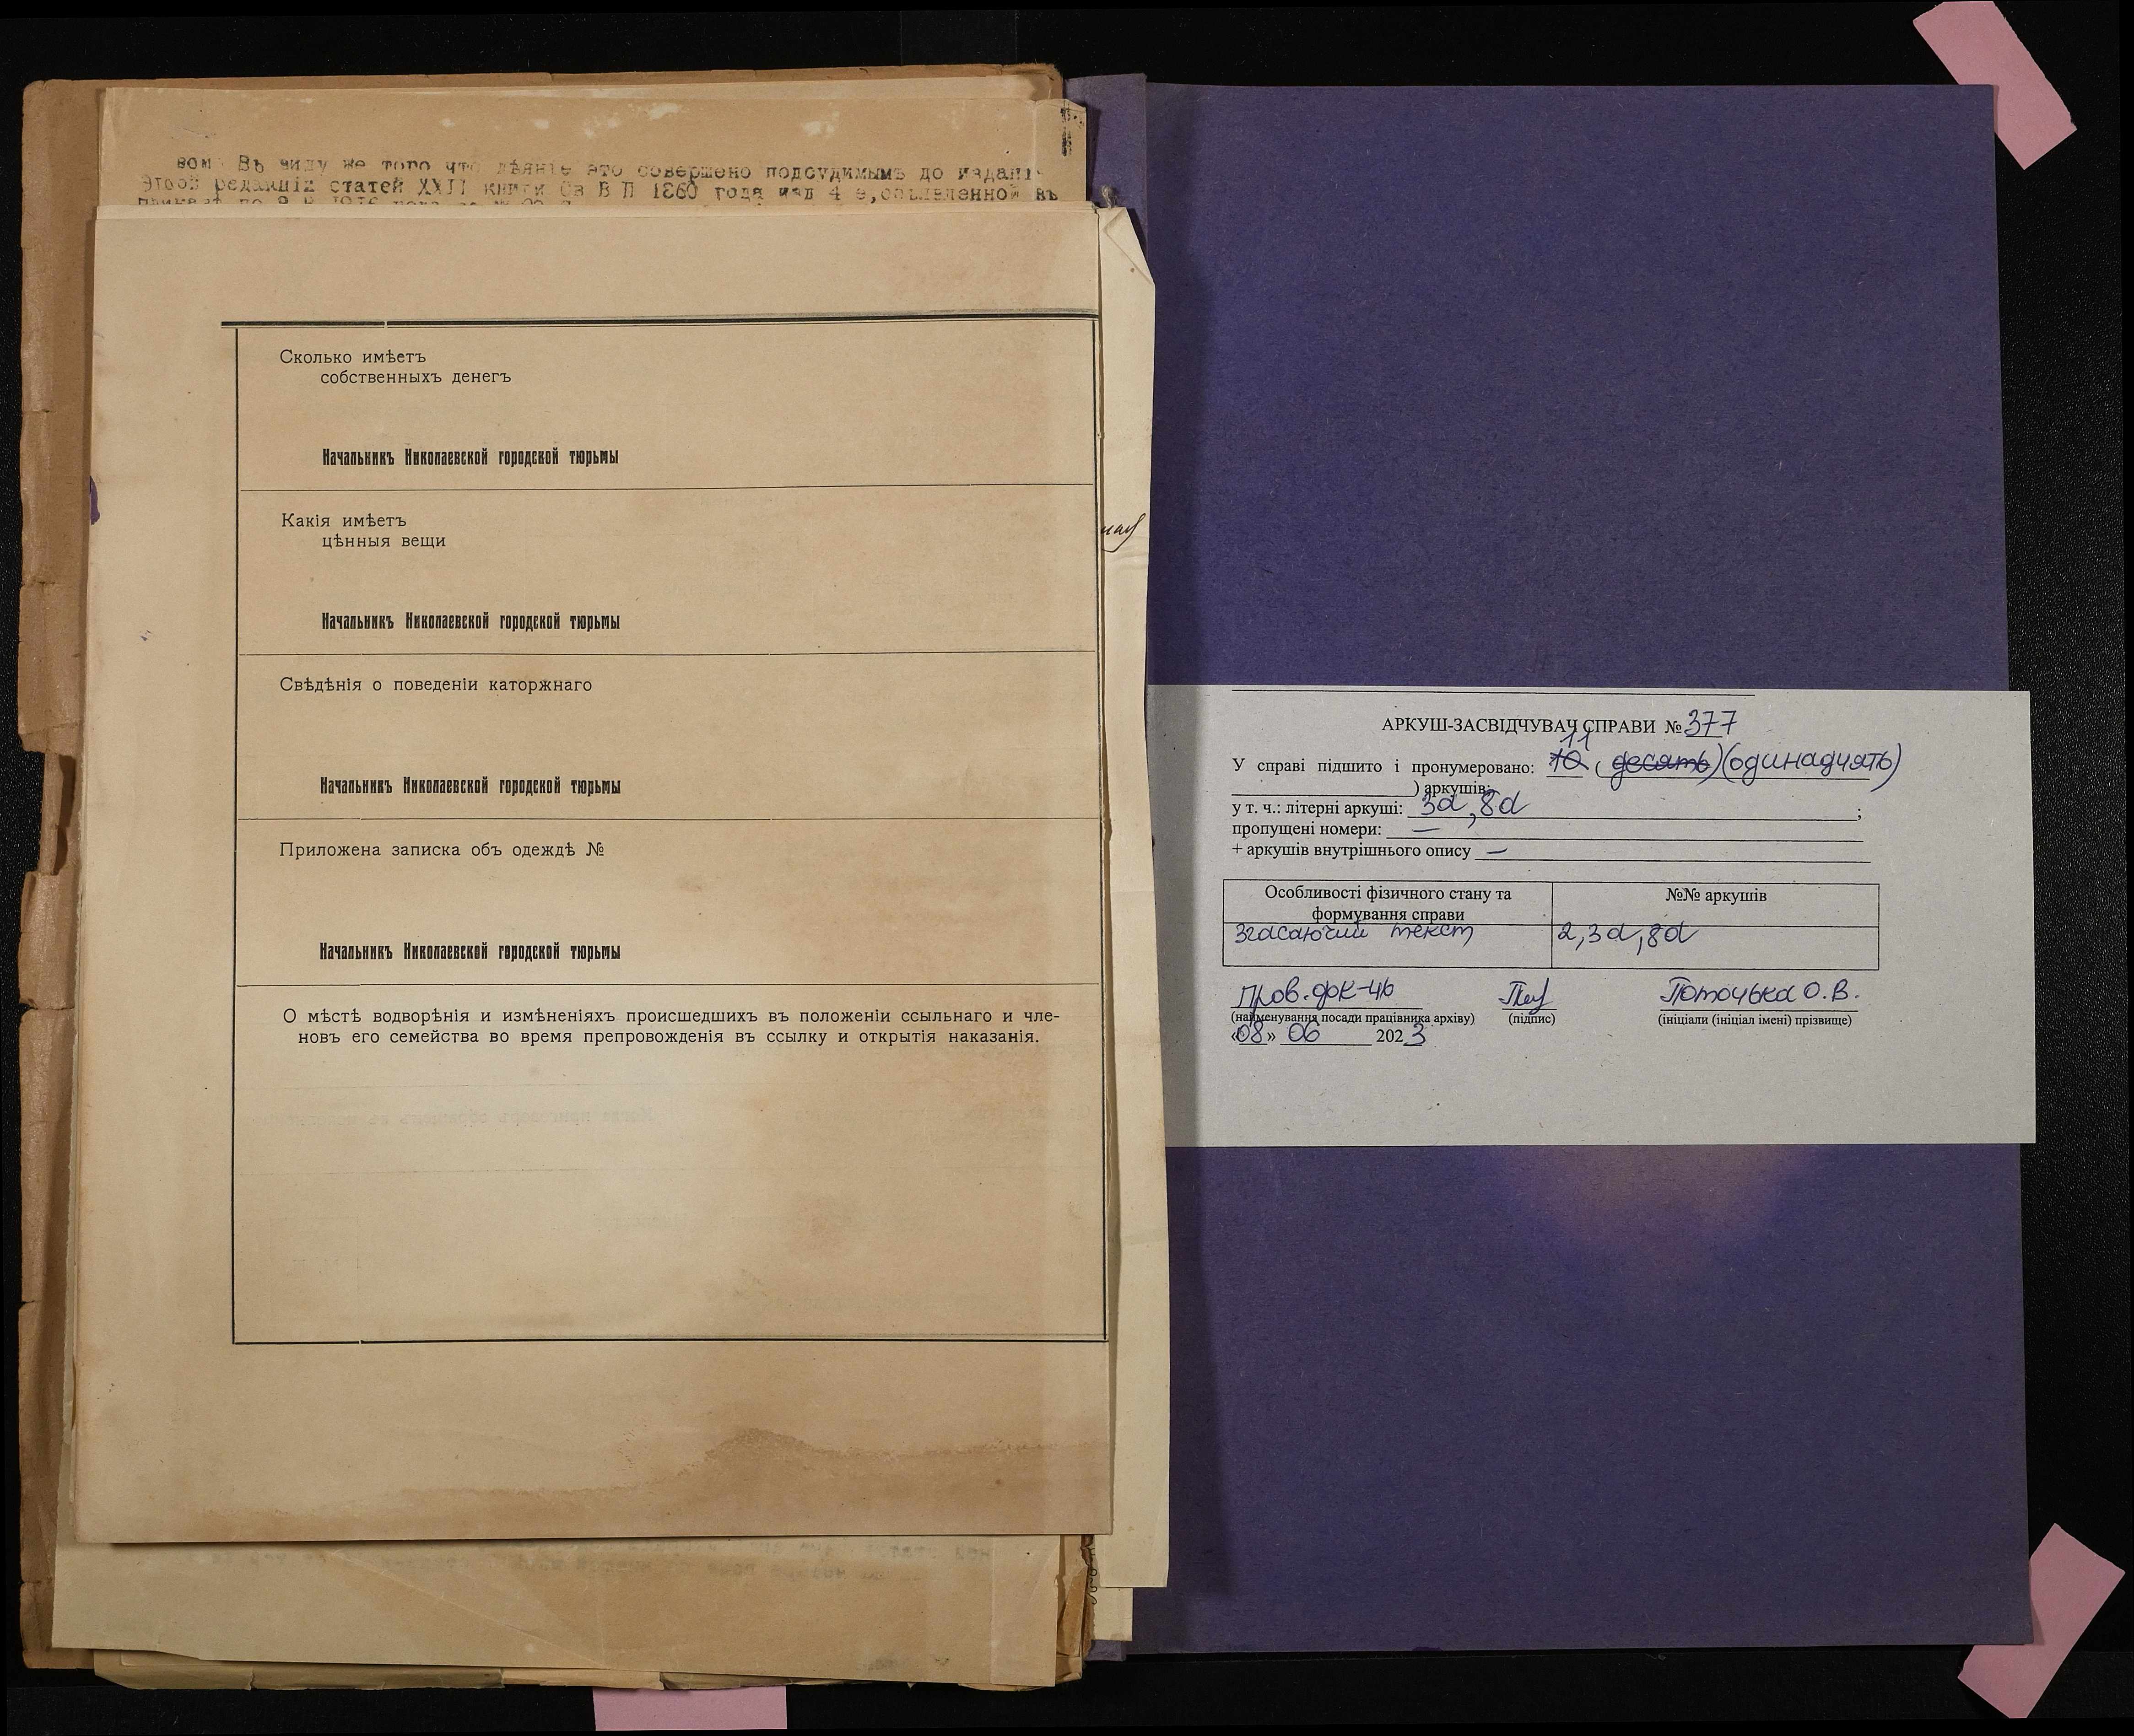 вом Въ виду же того что дѣяніе это совершено подсудимымъ до изданія
этой редакціи статей XXII книги Св В П 1860 года изд 4 е,объявленной въ
Сколько имѣетъ
собственныхъ денегъ
Начальникъ Николаевской городской тюрьмы
Какія имѣетъ
цѣнныя вещи
Начальникъ Николаевской городской тюрьмы
Свѣдѣнія о поведеніи каторжнаго
Начальникъ Николаевской городской тюрьмы
Приложена записка объ одеждѣ №
Начальникъ Николаевской городской тюрьмы
О мѣстѣ водворѣнія и измѣненіяхъ происшедшихъ въ положеніи ссыльнаго и чле-
новъ его семейства во время препровожденія въ ссылку и открытія наказанія.
АРКУШ-ЗАСВІДЧУВАЧ СПРАВИ № 377
11
У справі підшито і пронумеровано: 10 (десять) (одинадцять)
) аркушів;
у т. ч.: літерні аркуші: 3а, 8а ;
пропущені номери: —
+ аркушів внутрішнього опису —
Особливості фізичного стану та
формування справи
№№ аркушів
Згасаючий текст 2, 3а, 8а
Пров. фок-ць Поточька О.В.
(найменування посади працівника архіву) (підпис) (ініціали (ініціал імені) прізвище)
«08» 06 2023